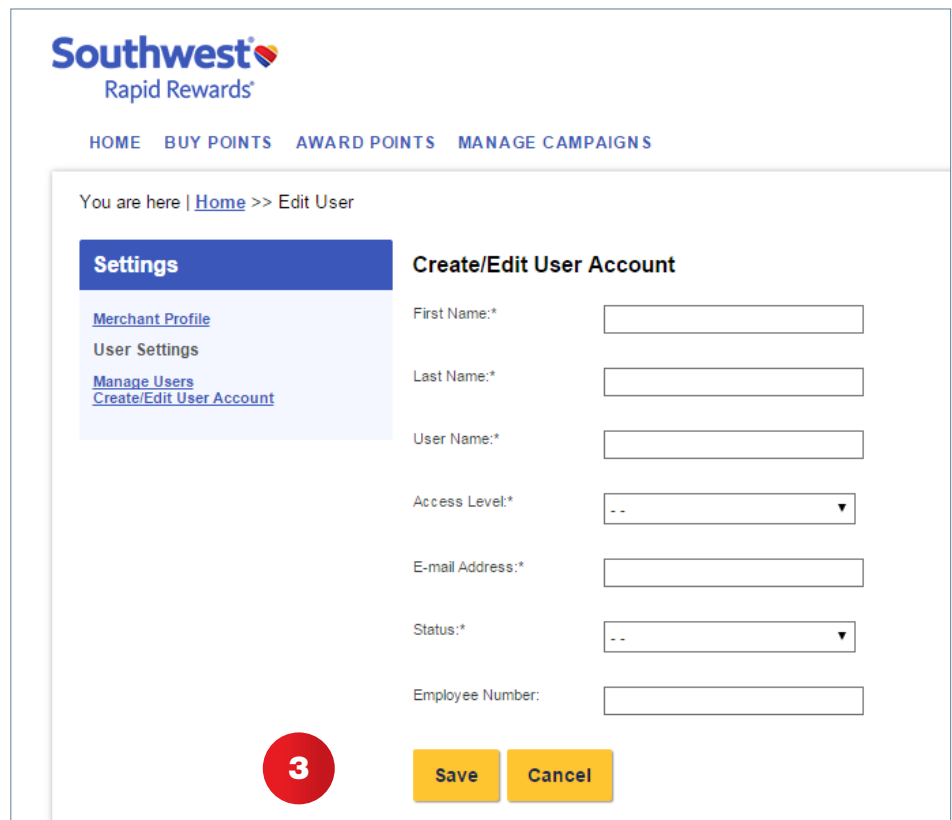 Southwest®
Rapid Rewards®
HOME BUY POINTS AWARD POINTS MANAGE CAMPAIGNS
You are here | Home >> Edit User
Settings
Merchant Profile
User Settings
Manage Users
Create/Edit User Account
Create/Edit User Account
First Name:*
Last Name:*
User Name:*
Access Level:*
- -
E-mail Address:*
Status:*
- -
Employee Number:
3
Save Cancel